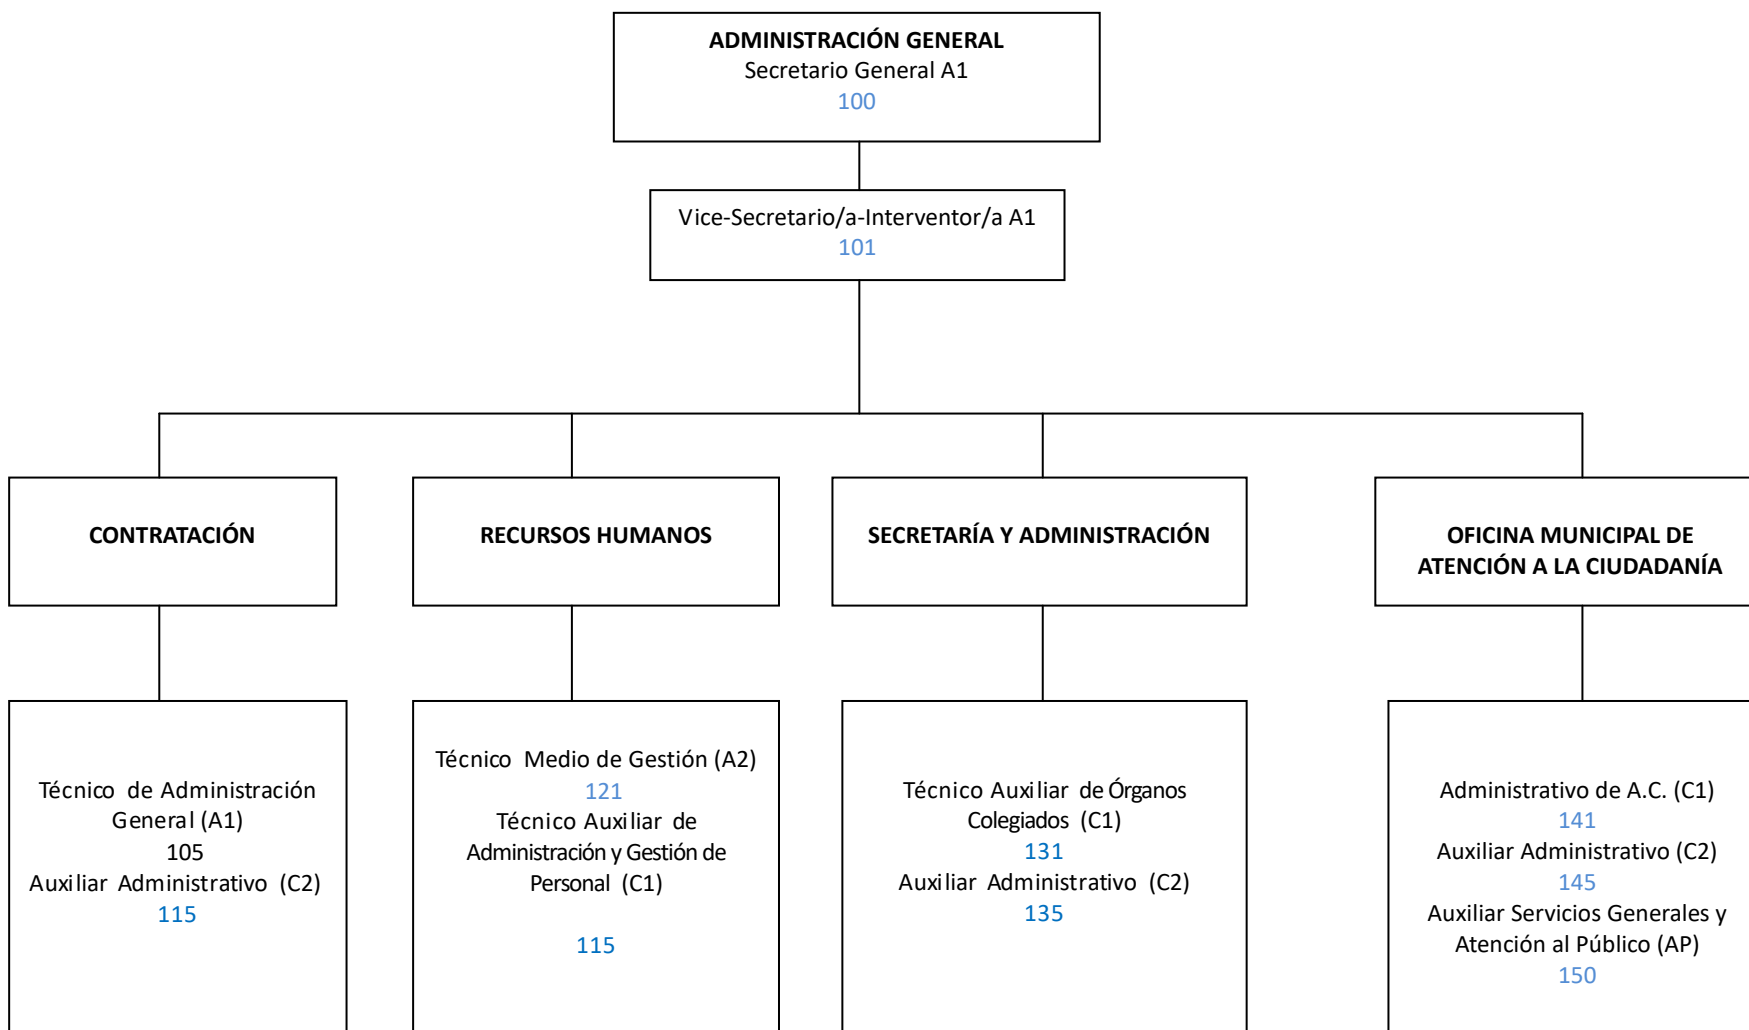 ADMINISTRACIÓN GENERAL
Secretario General A1
100
Vice-Secretario/a-Interventor/a A1
101
CONTRATACIÓN
RECURSOS HUMANOS
SECRETARÍA Y ADMINISTRACIÓN
OFICINA MUNICIPAL DE
ATENCIÓN A LA CIUDADANÍA
Técnico de Administración
General (A1)
105
Auxiliar Administrativo (C2)
115
Técnico Medio de Gestión (A2)
121
Técnico Auxiliar de
Administración y Gestión de
Personal (C1)
115
Técnico Auxiliar de Órganos
Colegiados (C1)
131
Auxiliar Administrativo (C2)
135
Administrativo de A.C. (C1)
141
Auxiliar Administrativo (C2)
145
Auxiliar Servicios Generales y
Atención al Público (AP)
150